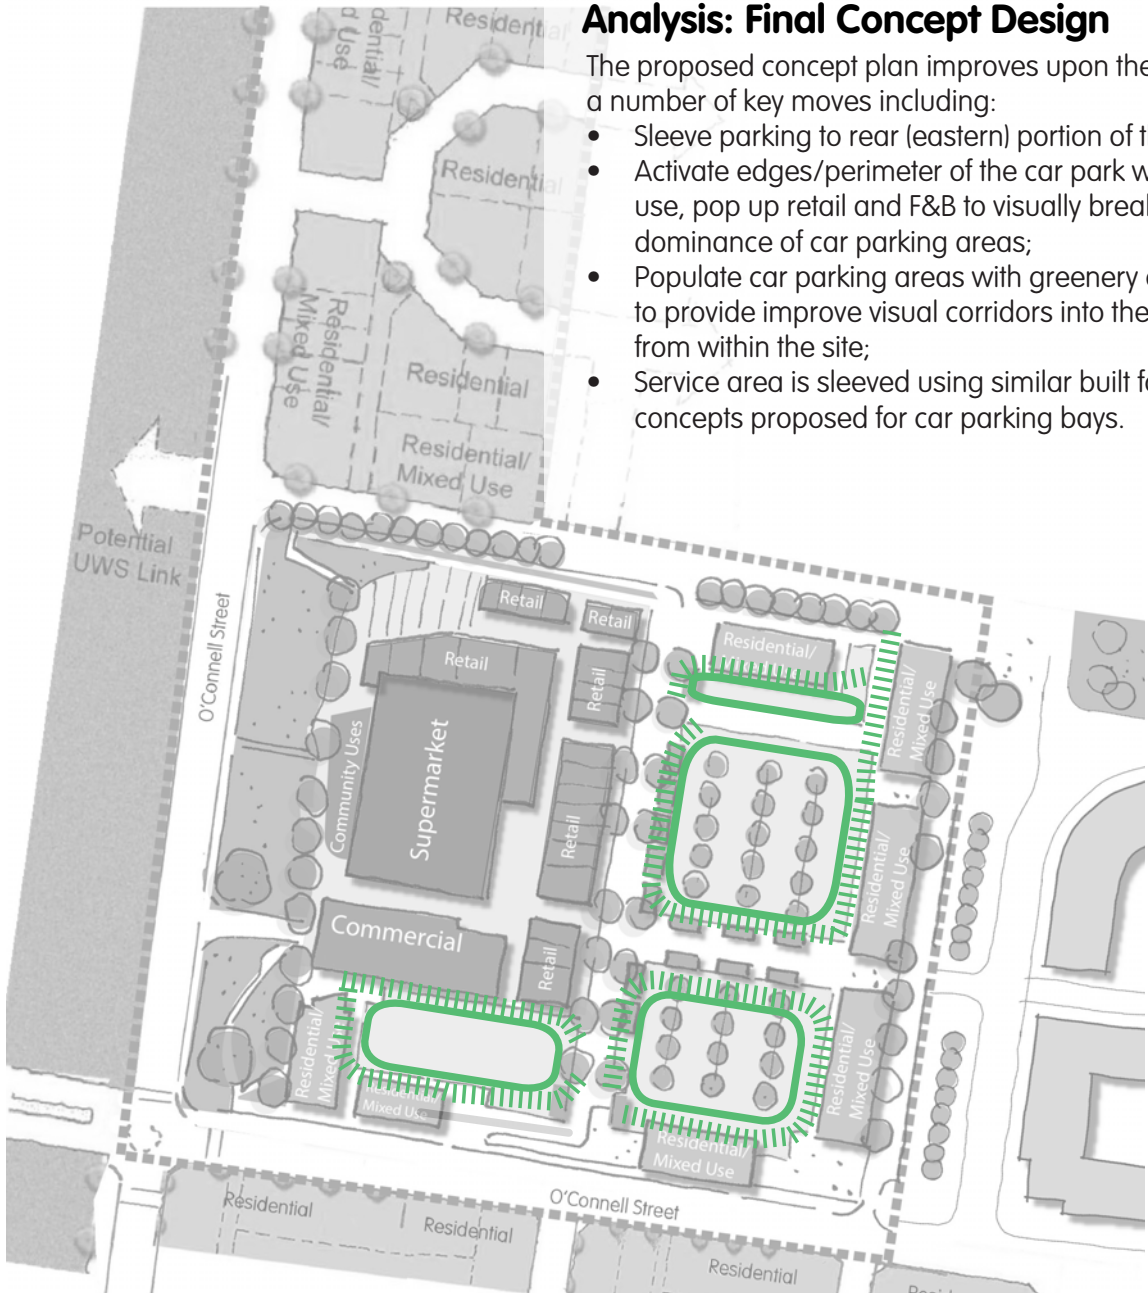 Analysis: Final Concept Design
The proposed concept plan improves upon the
a number of key moves including:
• Sleeve parking to rear (eastern) portion of t
• Activate edges/perimeter of the car park w
use, pop up retail and F&B to visually break
dominance of car parking areas;
• Populate car parking areas with greenery
to provide improve visual corridors into the
from within the site;
• Service area is sleeved using similar built fo
concepts proposed for car parking bays.
Residential
dential/
d Use
Residential
Residential/
Mixed Use
Residential
Residential/
Mixed Use
Potential
UWS Link
O'Connell Street
Retail
Retail
Retail
Retail
Residential/
Residential/
Mixed Use
Community Uses
Supermarket
Retail
Residential/
Mixed Use
Commercial
Retail
Residential/
Mixed Use
Residential/
Mixed Use
Residential/
Mixed Use
Residential/
Mixed Use
O'Connell Street
Residential
Residential
Residential